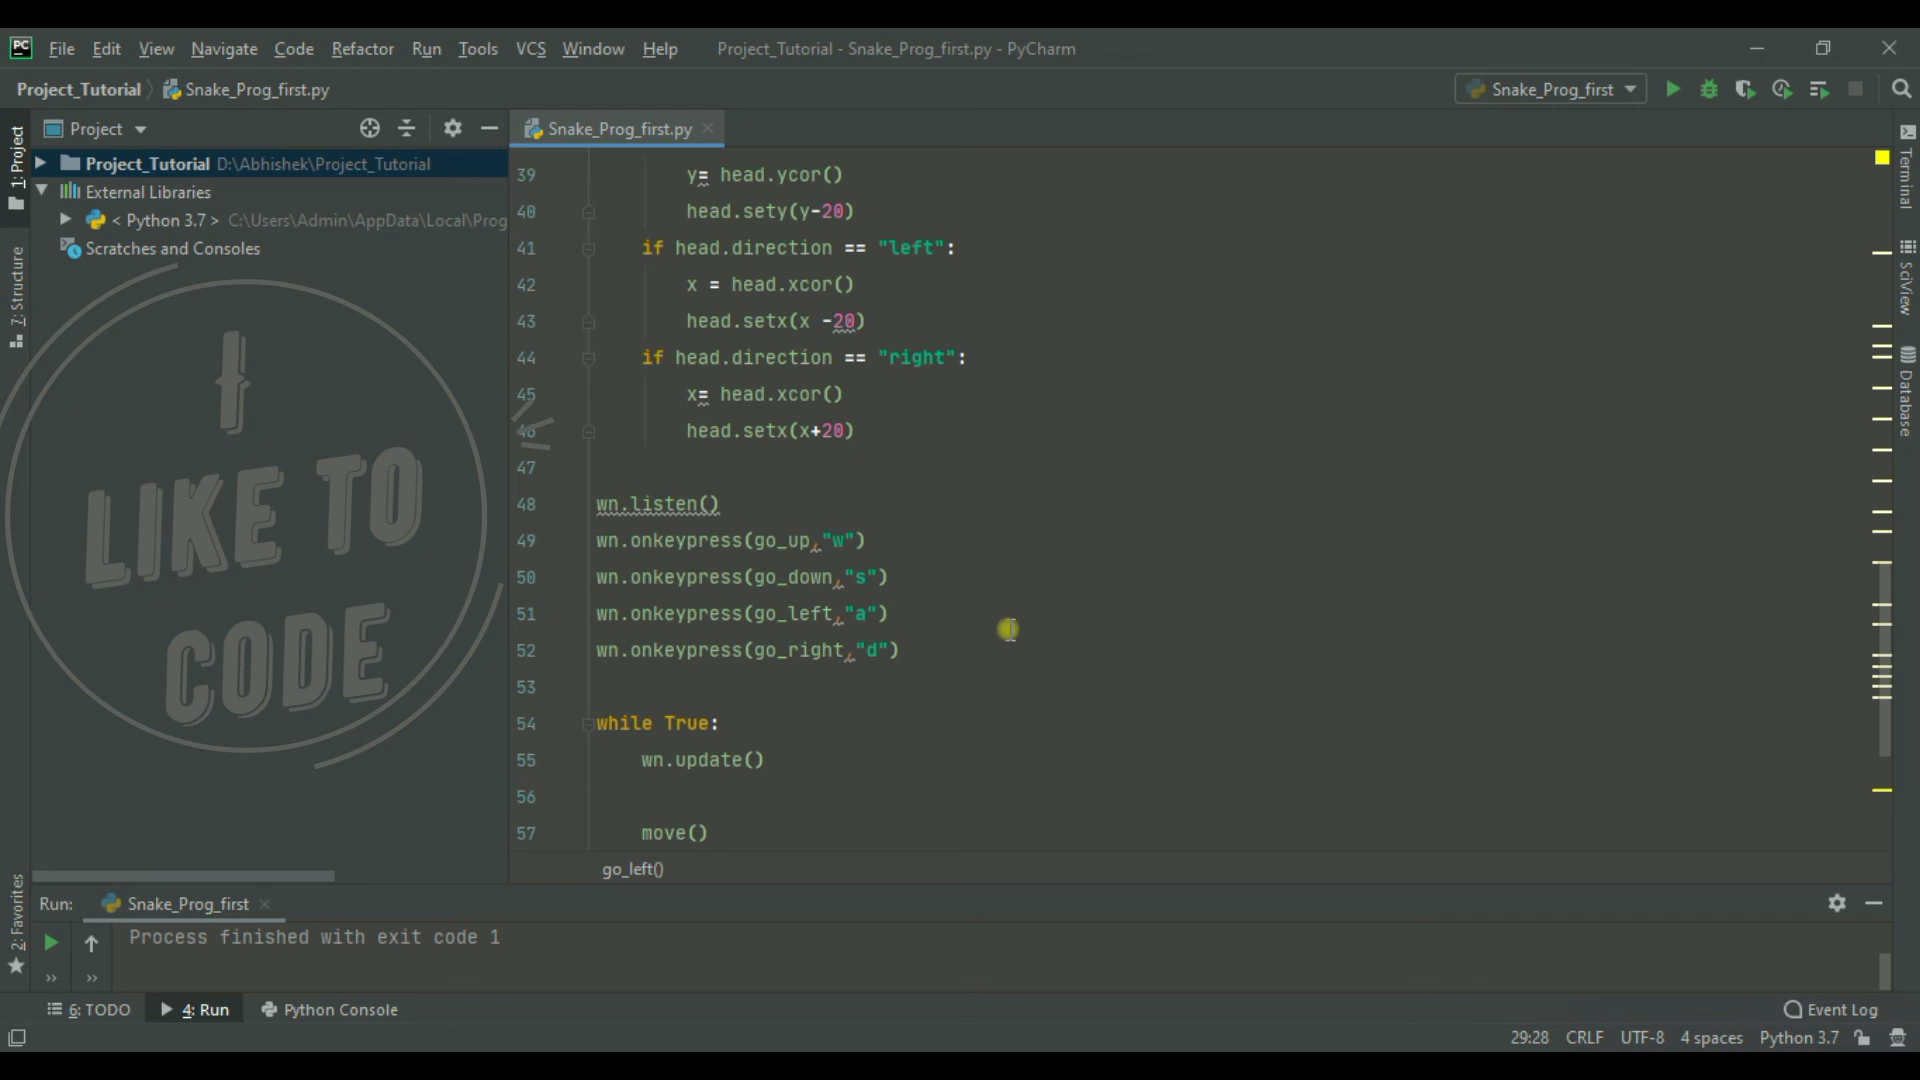 PC File Edit View Navigate Code Refactor Run Tools VCS Window Help Project_Tutorial - Snake_Prog_first.py - PyCharm
Project_Tutorial Snake_Prog_first.py Snake_Prog_first
Project Snake_Prog_first.py
Project_Tutorial D:\Abhishek\Project_Tutorial
External Libraries
< Python 3.7 > C:\Users\Admin\AppData\Local\Prog
Scratches and Consoles
1: Project
7: Structure
2: Favorites
I
LIKE TO
CODE
39 y= head.ycor()
40 head.sety(y-20)
41 if head.direction == "left":
42 x = head.xcor()
43 head.setx(x -20)
44 if head.direction == "right":
45 x= head.xcor()
46 head.setx(x+20)
47
48 wn.listen()
49 wn.onkeypress(go_up,"w")
50 wn.onkeypress(go_down,"s")
51 wn.onkeypress(go_left,"a")
52 wn.onkeypress(go_right,"d")
53
54 while True:
55 wn.update()
56
57 move()
go_left()
Terminal
SciView
Database
Run: Snake_Prog_first
Process finished with exit code 1
6: TODO 4: Run Python Console Event Log
29:28 CRLF UTF-8 4 spaces Python 3.7